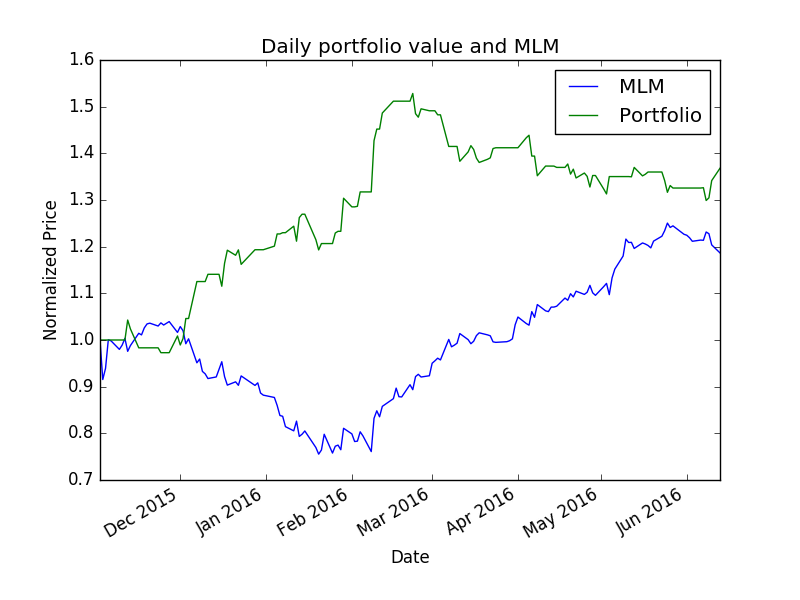 Daily portfolio value and MLM
MLM
Portfolio
1.6
1.5
1.4
1.3
1.2
1.1
1.0
0.9
0.8
0.7
Normalized Price
Dec 2015
Jan 2016
Feb 2016
Mar 2016
Apr 2016
May 2016
Jun 2016
Date